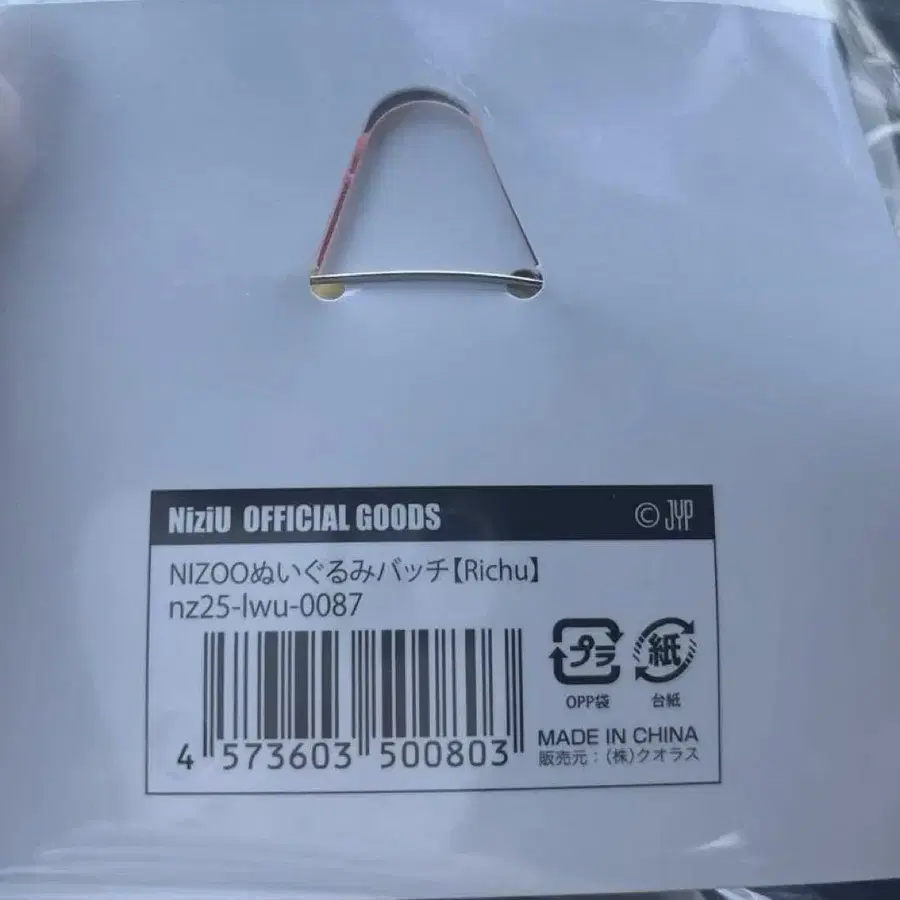 NiziU OFFICIAL GOODS
© JYP
NIZOOぬいぐるみバッチ【Richu】
nz25-lwu-0087
4 573603 500803
プラ
紙
OPP袋
台紙
MADE IN CHINA
販売元：(株)クオラス